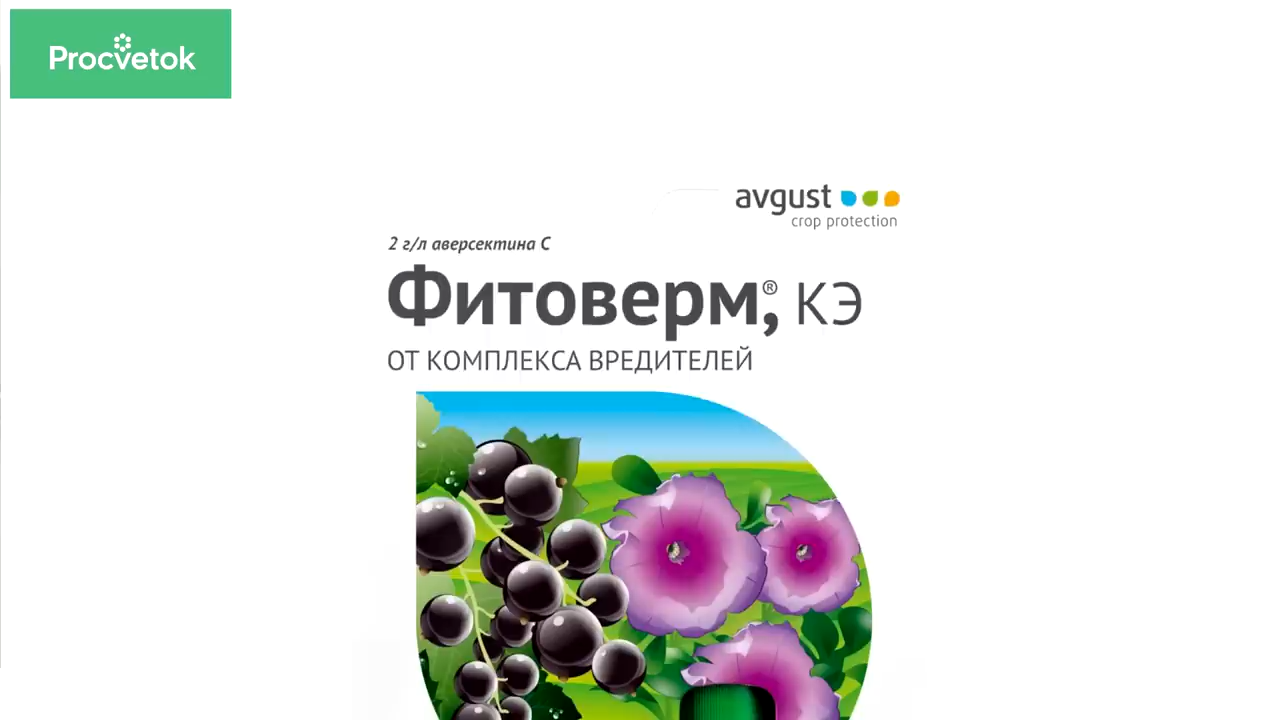 Procvetok
avgust
crop protection
2 г/л аверсектина С
Фитоверм,® КЭ
ОТ КОМПЛЕКСА ВРЕДИТЕЛЕЙ